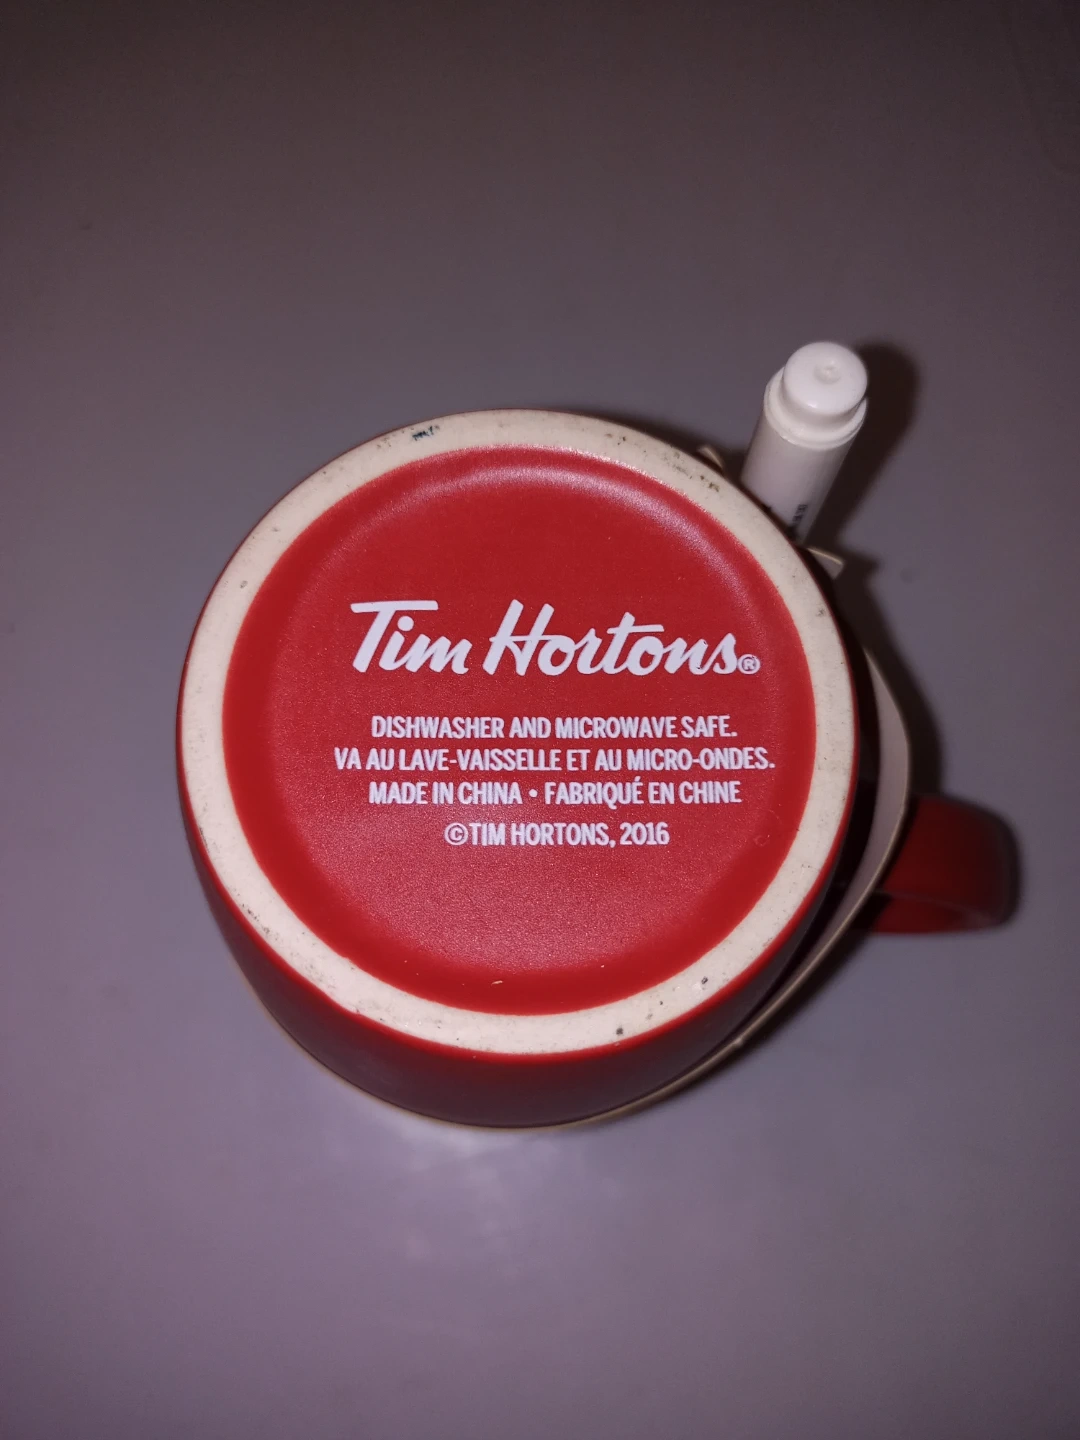 Tim Hortons®
DISHWASHER AND MICROWAVE SAFE.
VA AU LAVE-VAISSELLE ET AU MICRO-ONDES.
MADE IN CHINA • FABRIQUÉ EN CHINE
©TIM HORTONS, 2016